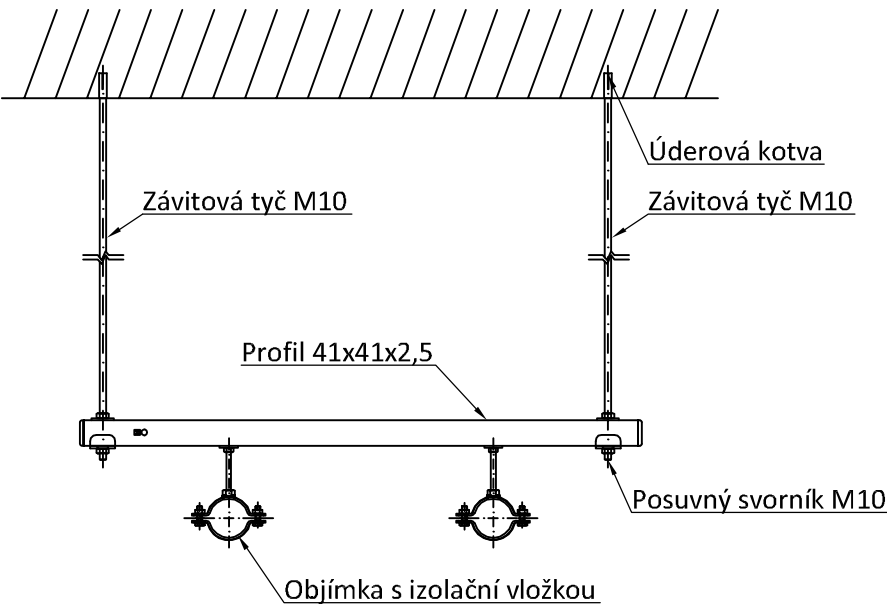 Úderová kotva
Závitová tyč M10
Závitová tyč M10
Profil 41x41x2,5
Posuvný svorník M10
Objímka s izolační vložkou